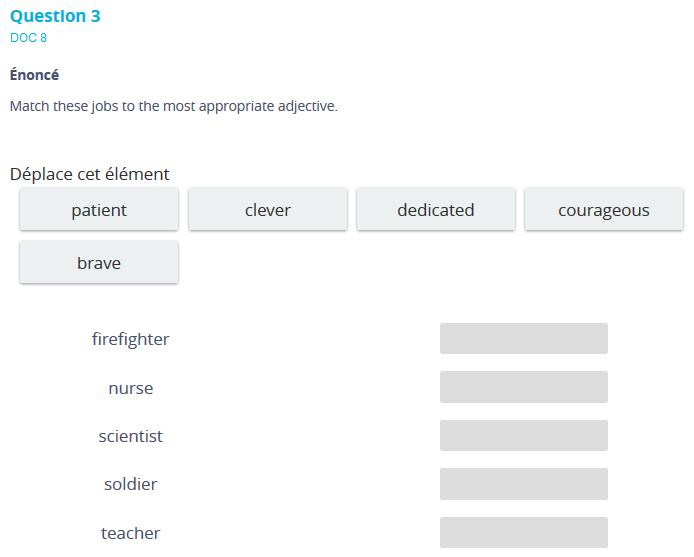 Question 3
DOC 8
Énoncé
Match these jobs to the most appropriate adjective.
Déplace cet élément
patient clever dedicated courageous
brave
firefighter
nurse
scientist
soldier
teacher